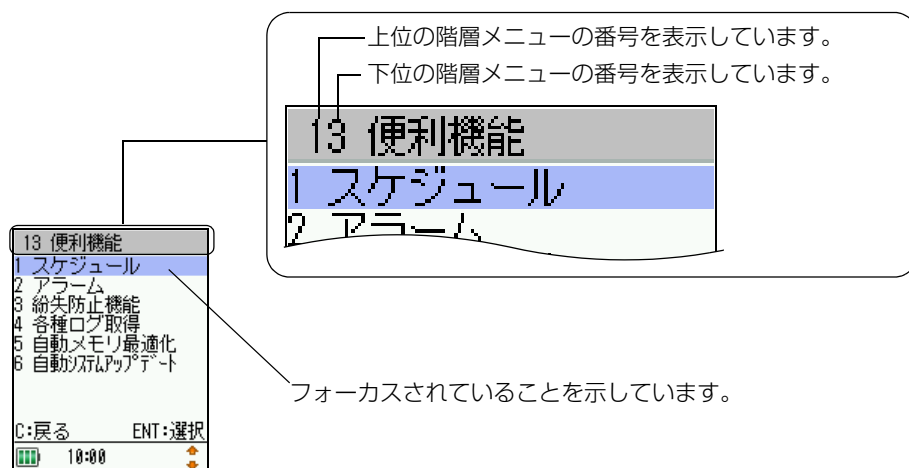 上位の階層メニューの番号を表示しています。
下位の階層メニューの番号を表示しています。
13 便利機能
1 スケジュール
2 アラーム
13 便利機能
1 スケジュール
2 アラーム
3 紛失防止機能
4 各種ログ取得
5 自動メモリ最適化
6 自動ｼｽﾃﾑｱｯﾌﾟﾃﾞｰﾄ
フォーカスされていることを示しています。
C:戻る ENT:選択
10:00